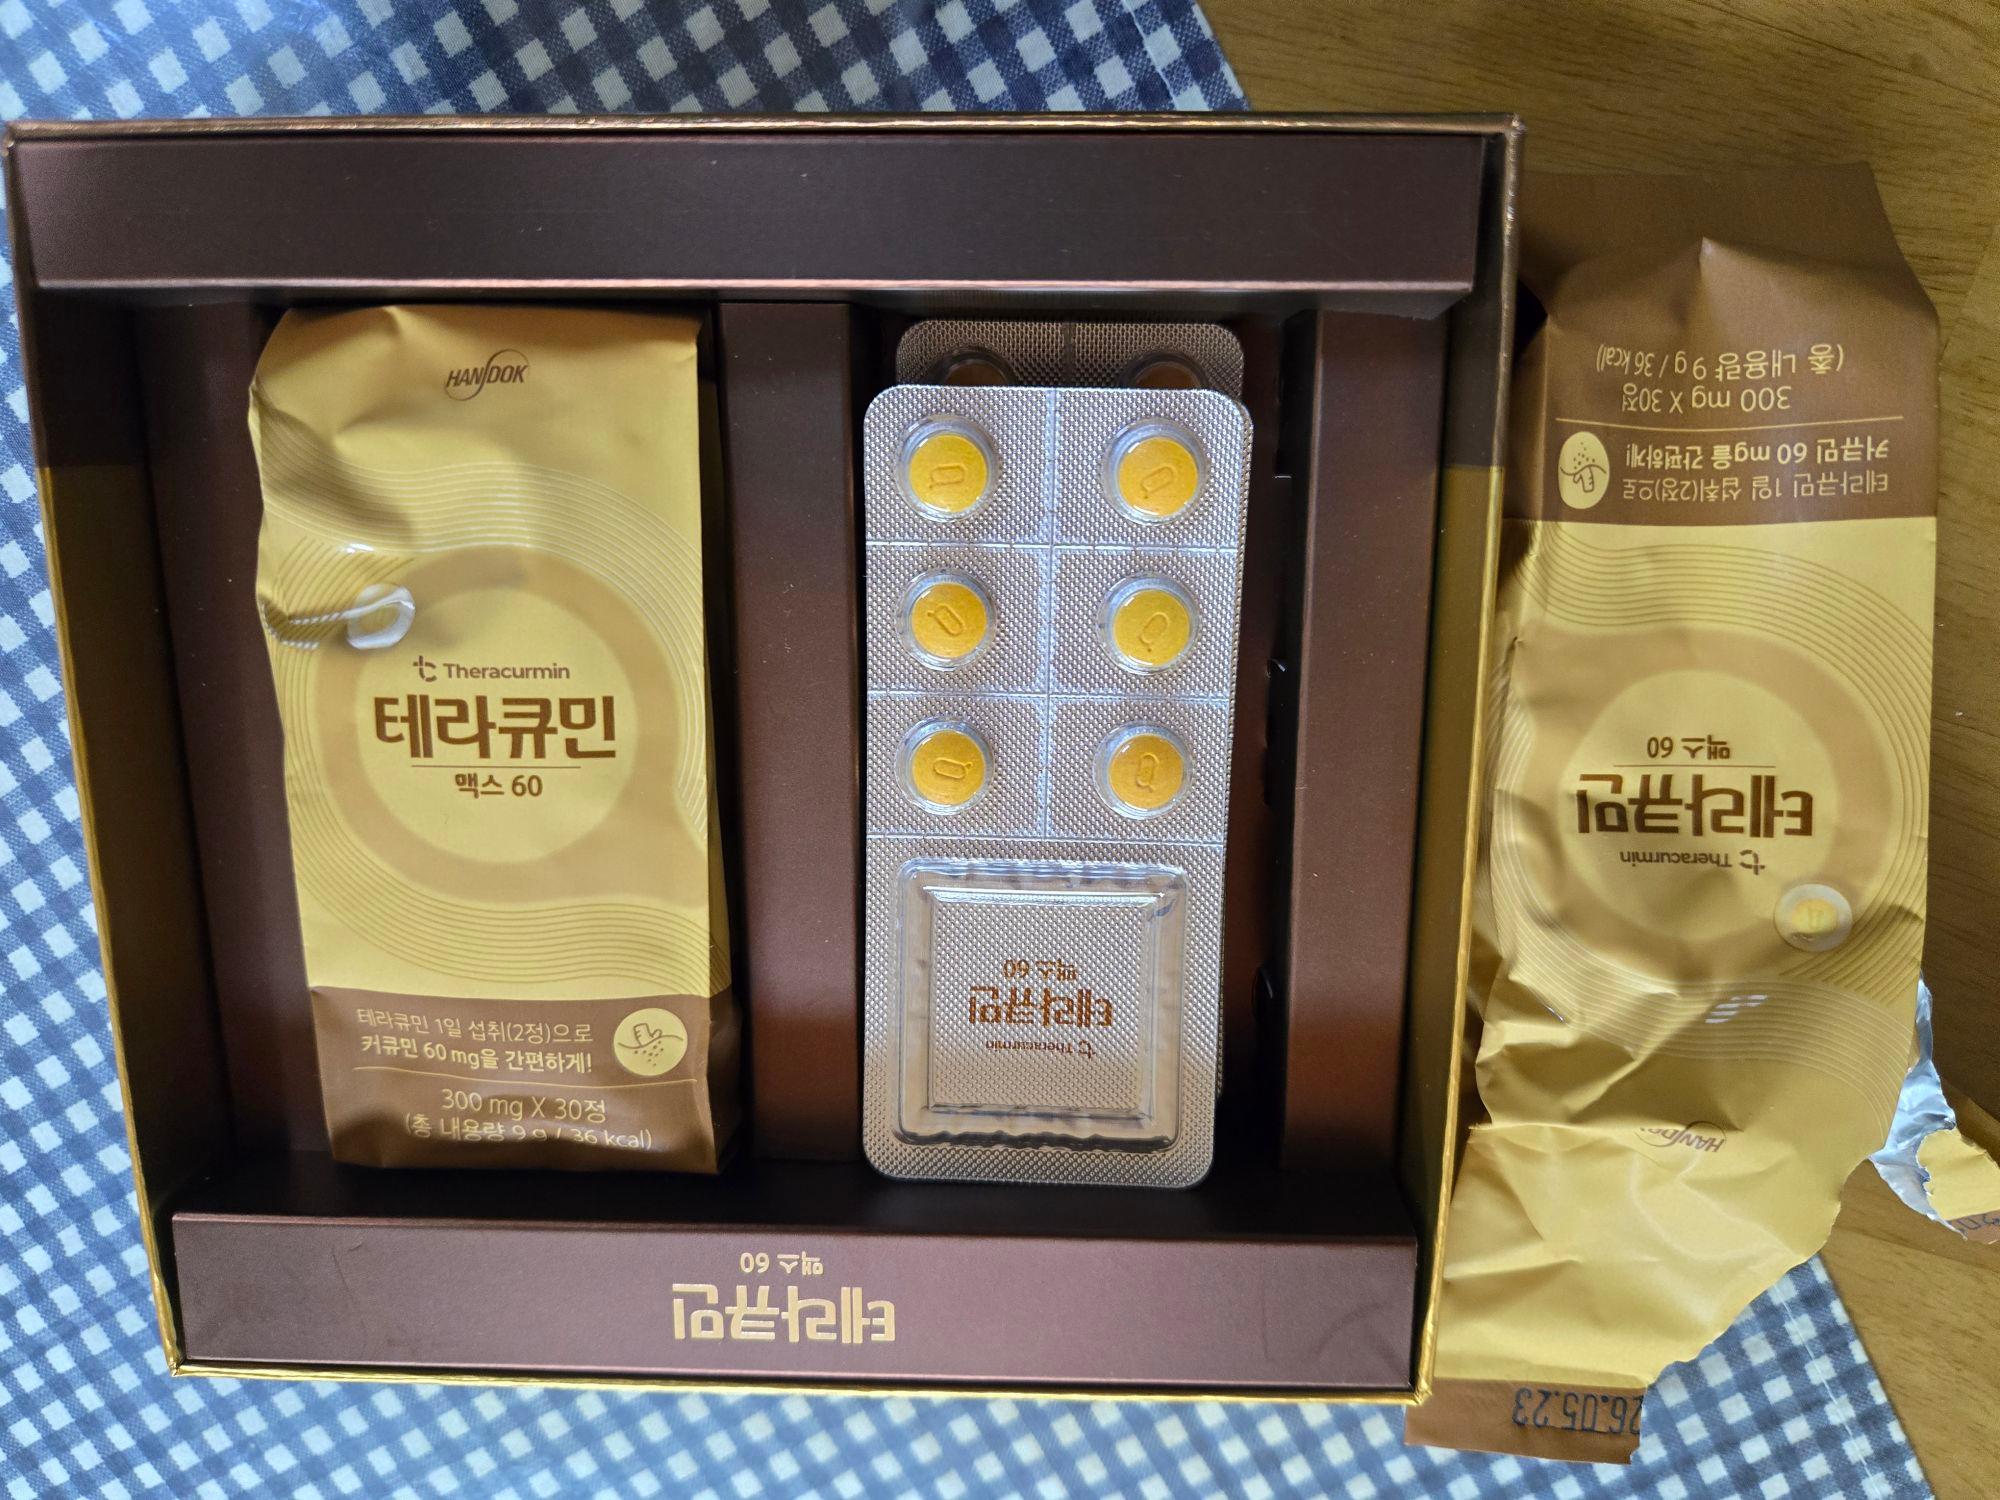 HANDOK
Theracurmin
테라큐민
맥스 60
테라큐민 1일 섭취(2정)으로
커큐민 60 mg을 간편하게!
300 mg X 30정
(총 내용량 9 g / 36 kcal)
Theracurmin
테라큐민
맥스 60
테라큐민
맥스 60
HANDOK
Theracurmin
테라큐민
맥스 60
테라큐민 1일 섭취(2정)으로
커큐민 60 mg을 간편하게!
300 mg X 30정
(총 내용량 9 g / 36 kcal)
26.05.23